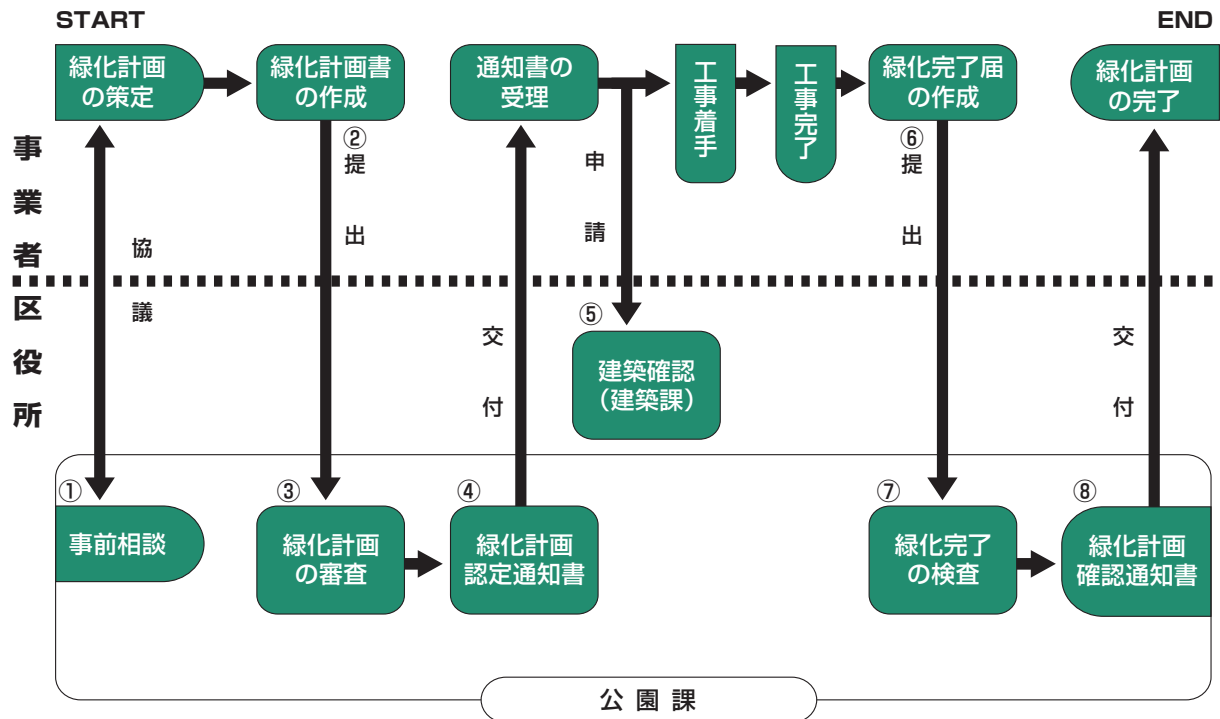 START
END
緑化計画
の策定
緑化計画書
の作成
通知書の
受理
工事着手
工事完了
緑化完了届
の作成
緑化計画
の完了
事業者
②提出
申請
⑥提出
協議
区役所
交付
⑤
建築確認
（建築課）
交付
①
事前相談
③
緑化計画
の審査
④
緑化計画
認定通知書
⑦
緑化完了
の検査
⑧
緑化計画
確認通知書
公園課